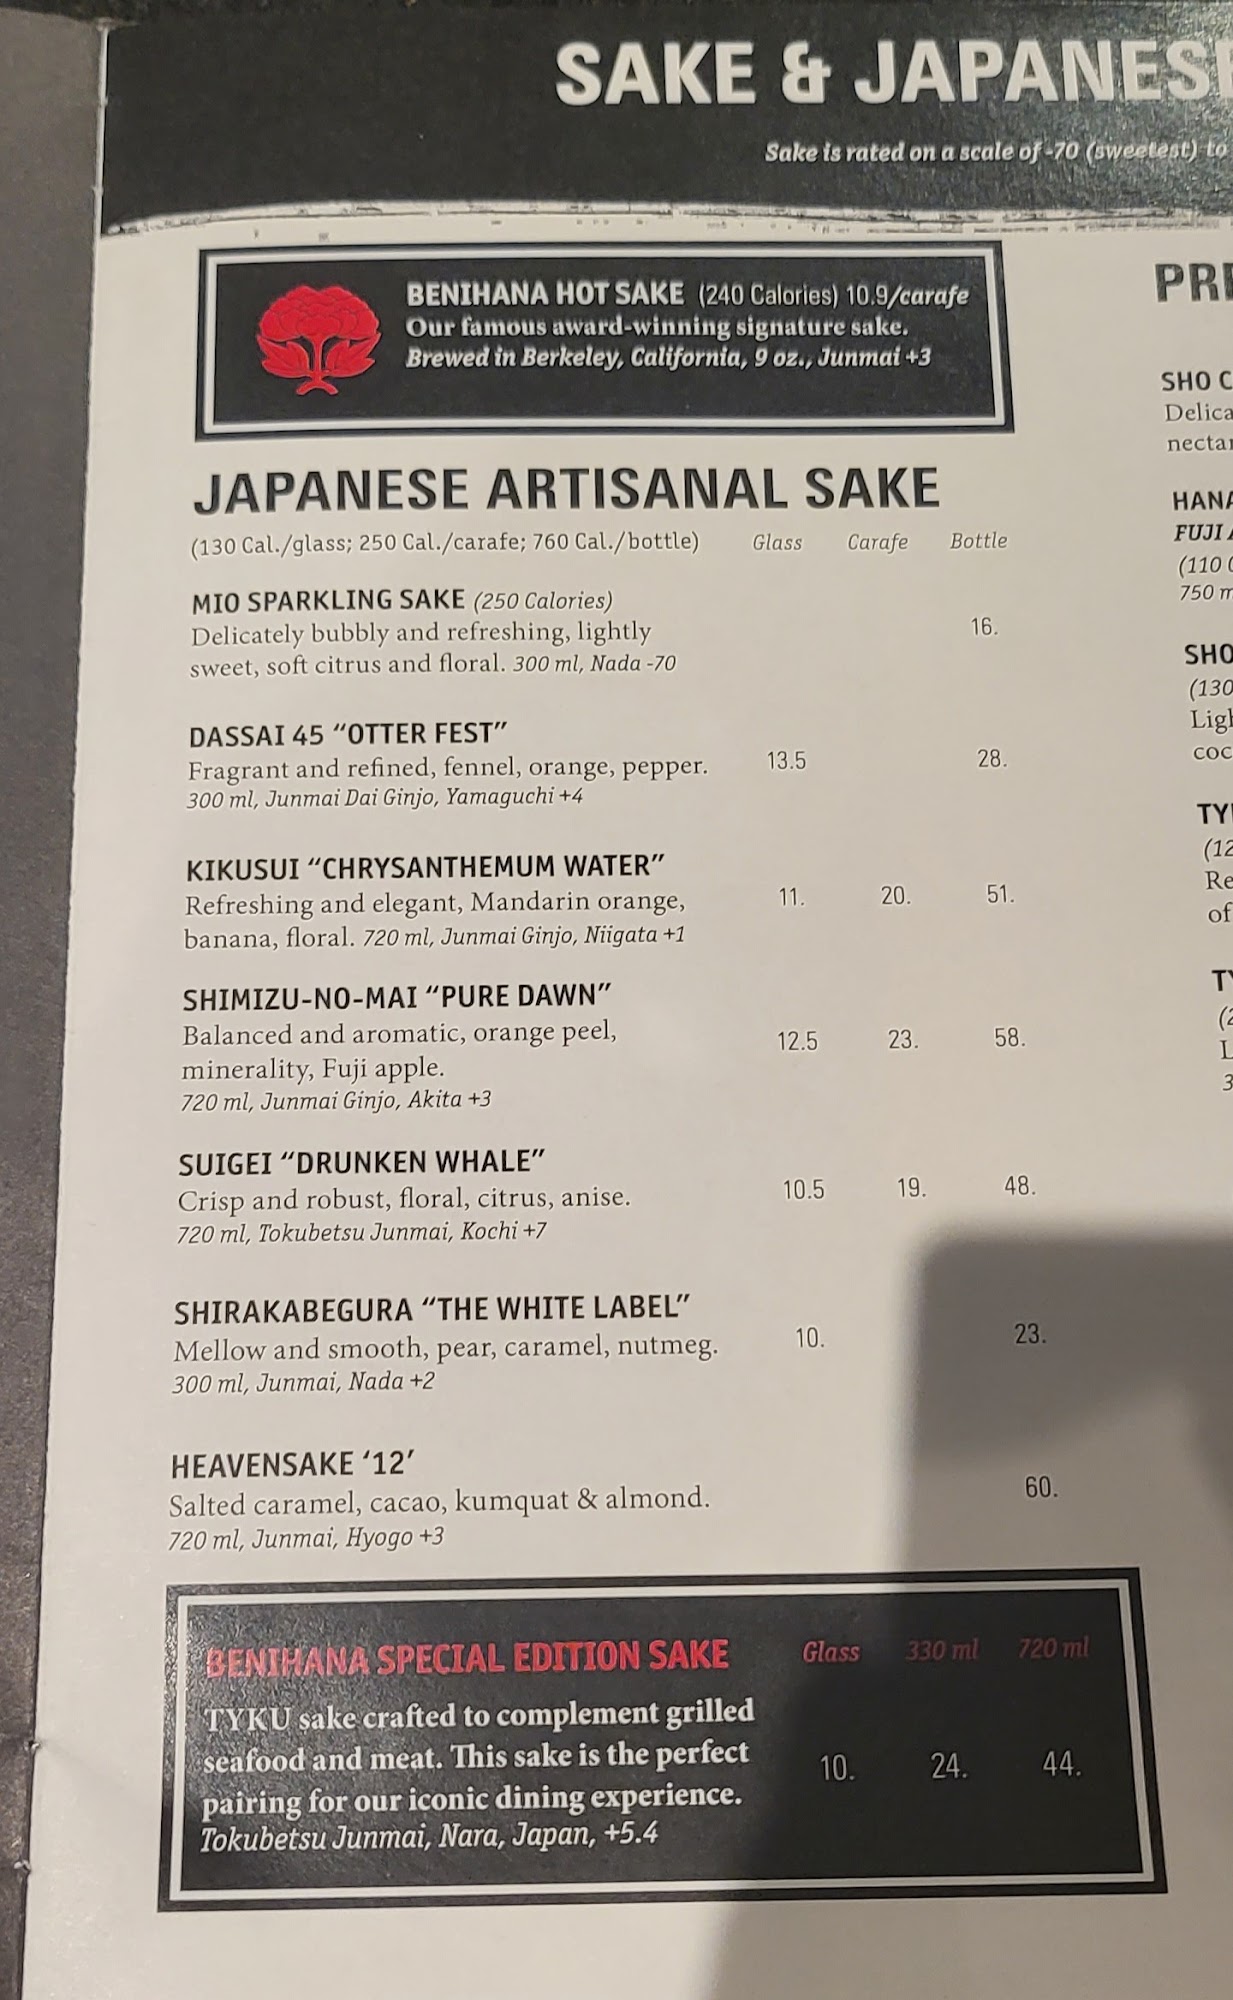 SAKE & JAPANESE
Sake is rated on a scale of -70 (sweetest) to
BENIHANA HOT SAKE (240 Calories) 10.9/carafe
Our famous award-winning signature sake.
Brewed in Berkeley, California, 9 oz., Junmai +3
JAPANESE ARTISANAL SAKE
(130 Cal./glass; 250 Cal./carafe; 760 Cal./bottle) Glass Carafe Bottle
MIO SPARKLING SAKE (250 Calories)
Delicately bubbly and refreshing, lightly 16.
sweet, soft citrus and floral. 300 ml, Nada -70
DASSAI 45 “OTTER FEST”
Fragrant and refined, fennel, orange, pepper. 13.5 28.
300 ml, Junmai Dai Ginjo, Yamaguchi +4
KIKUSUI “CHRYSANTHEMUM WATER”
Refreshing and elegant, Mandarin orange, 11. 20. 51.
banana, floral. 720 ml, Junmai Ginjo, Niigata +1
SHIMIZU-NO-MAI “PURE DAWN”
Balanced and aromatic, orange peel, 12.5 23. 58.
minerality, Fuji apple.
720 ml, Junmai Ginjo, Akita +3
SUIGEI “DRUNKEN WHALE”
Crisp and robust, floral, citrus, anise. 10.5 19. 48.
720 ml, Tokubetsu Junmai, Kochi +7
SHIRAKABEGURA “THE WHITE LABEL”
Mellow and smooth, pear, caramel, nutmeg. 10. 23.
300 ml, Junmai, Nada +2
HEAVENSAKE ‘12’
Salted caramel, cacao, kumquat & almond. 60.
720 ml, Junmai, Hyogo +3
BENIHANA SPECIAL EDITION SAKE Glass 330 ml 720 ml
TYKU sake crafted to complement grilled
seafood and meat. This sake is the perfect 10. 24. 44.
pairing for our iconic dining experience.
Tokubetsu Junmai, Nara, Japan, +5.4
SHO
FUJI
(110
750
SHO
(130